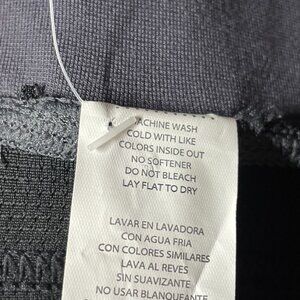 ACHINE WASH
COLD WITH LIKE
COLORS INSIDE OUT
NO SOFTENER
DO NOT BLEACH
LAY FLAT TO DRY
LAVAR EN LAVADORA
CON AGUA FRIA
CON COLORES SIMILARES
LAVA AL REVES
SIN SUAVIZANTE
NO USAR BLANQUEANTE